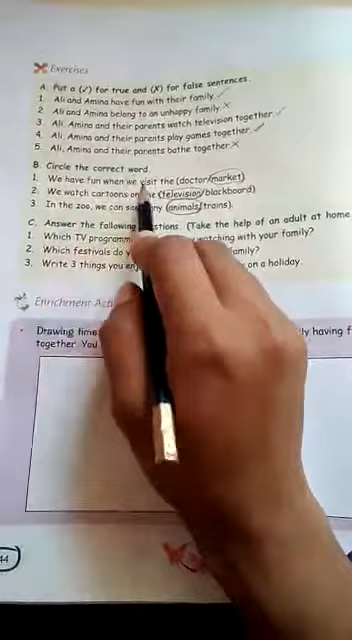 Exercises
A. Put a (✓) for true and (✗) for false sentences.
1. Ali and Amina have fun with their family. ✓
2. Ali and Amina belong to an unhappy family. ✗
3. Ali, Amina and their parents watch television together. ✓
4. Ali, Amina and their parents play games together. ✓
5. Ali, Amina and their parents bathe together. ✗
B. Circle the correct word.
1. We have fun when we visit the (doctor/market)
2. We watch cartoons on (television/blackboard)
3. In the zoo, we can (animals/trains).
C. Answer the following (Take the help of an adult at home
1. Which TV watching with your family?
2. Which festivals do
3. Write 3 things you on a holiday.
Enrichment
Drawing time having
together. You
44